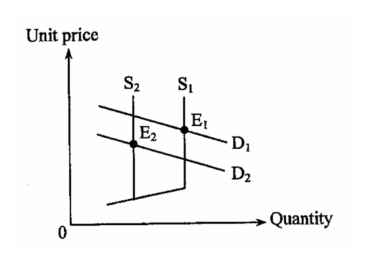 Unit price
S₂
S₁
E₁
E₂
D₁
D₂
Quantity
0